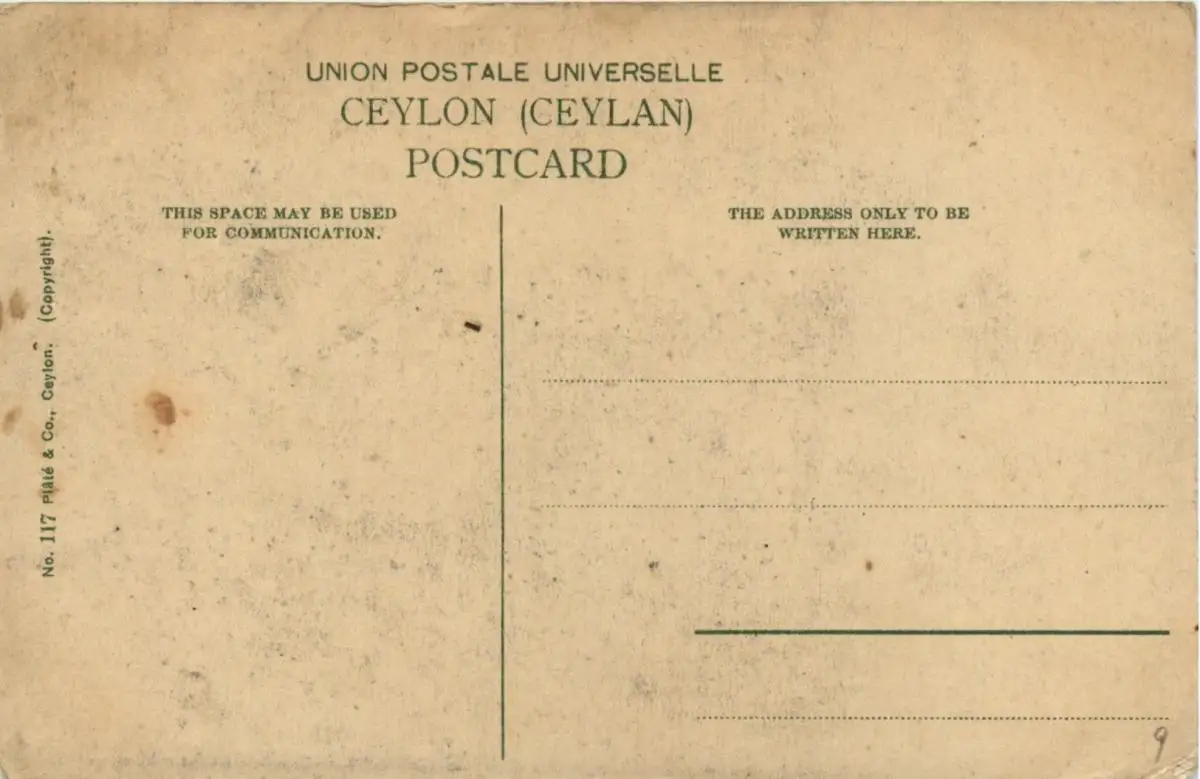 UNION POSTALE UNIVERSELLE
CEYLON (CEYLAN)
POSTCARD
THIS SPACE MAY BE USED
FOR COMMUNICATION.
THE ADDRESS ONLY TO BE
WRITTEN HERE.
No. 117 Plâté & Co., Ceylon. (Copyright).
9